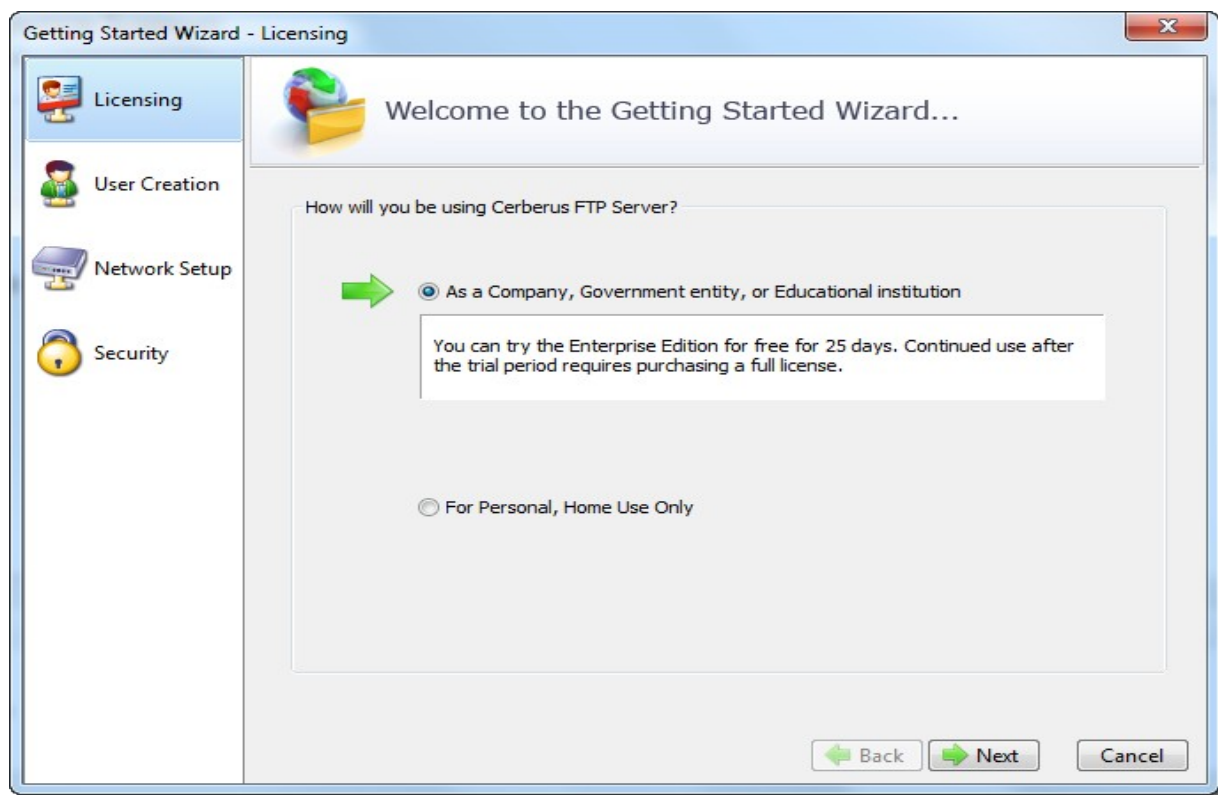 Getting Started Wizard - Licensing
Licensing
User Creation
Network Setup
Security
Welcome to the Getting Started Wizard...
How will you be using Cerberus FTP Server?
As a Company, Government entity, or Educational institution
You can try the Enterprise Edition for free for 25 days. Continued use after
the trial period requires purchasing a full license.
For Personal, Home Use Only
Back
Next
Cancel